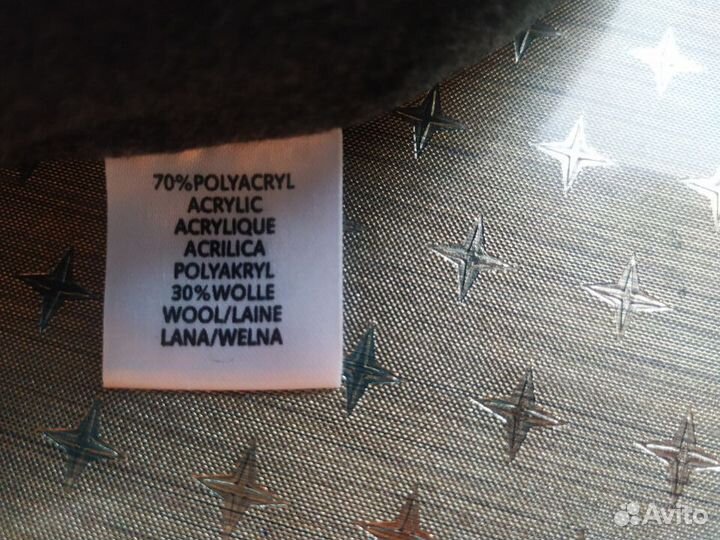 70%POLYACRYL
ACRYLIC
ACRYLIQUE
ACRILICA
POLYAKRYL
30%WOLLE
WOOL/LAINE
LANA/WELNA
Avito